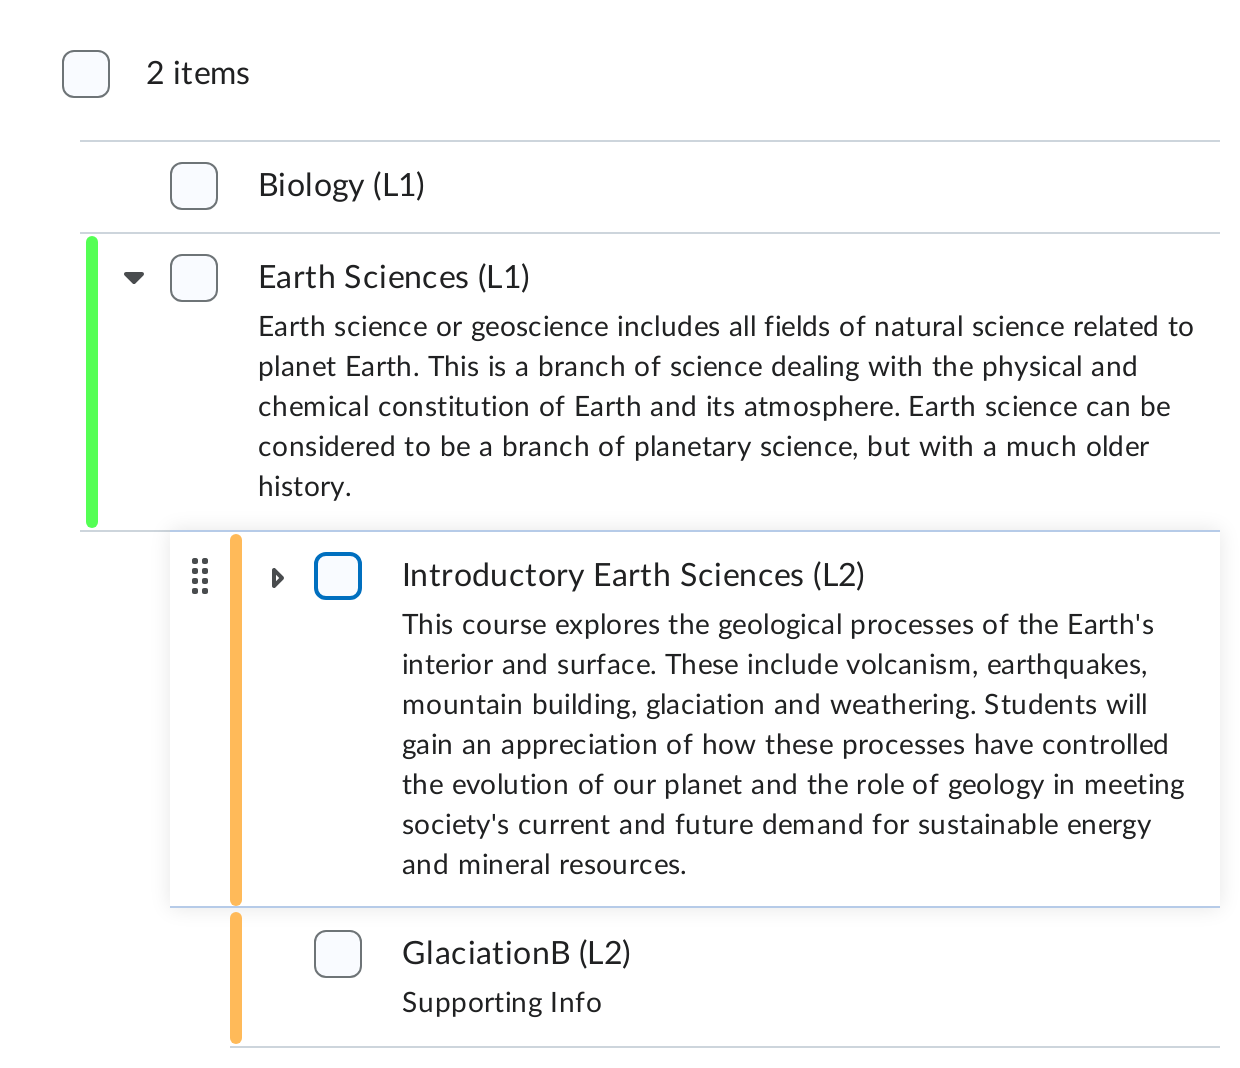 2 items
Biology (L1)
Earth Sciences (L1)
Earth science or geoscience includes all fields of natural science related to
planet Earth. This is a branch of science dealing with the physical and
chemical constitution of Earth and its atmosphere. Earth science can be
considered to be a branch of planetary science, but with a much older
history.
Introductory Earth Sciences (L2)
This course explores the geological processes of the Earth's
interior and surface. These include volcanism, earthquakes,
mountain building, glaciation and weathering. Students will
gain an appreciation of how these processes have controlled
the evolution of our planet and the role of geology in meeting
society's current and future demand for sustainable energy
and mineral resources.
GlaciationB (L2)
Supporting Info